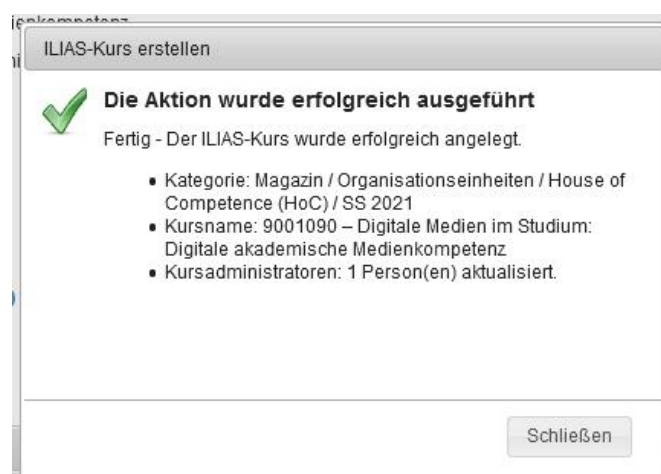 ienkompetenz
ILIAS-Kurs erstellen
Die Aktion wurde erfolgreich ausgeführt
Fertig - Der ILIAS-Kurs wurde erfolgreich angelegt.
• Kategorie: Magazin / Organisationseinheiten / House of
Competence (HoC) / SS 2021
• Kursname: 9001090 – Digitale Medien im Studium:
Digitale akademische Medienkompetenz
• Kursadministratoren: 1 Person(en) aktualisiert.
Schließen